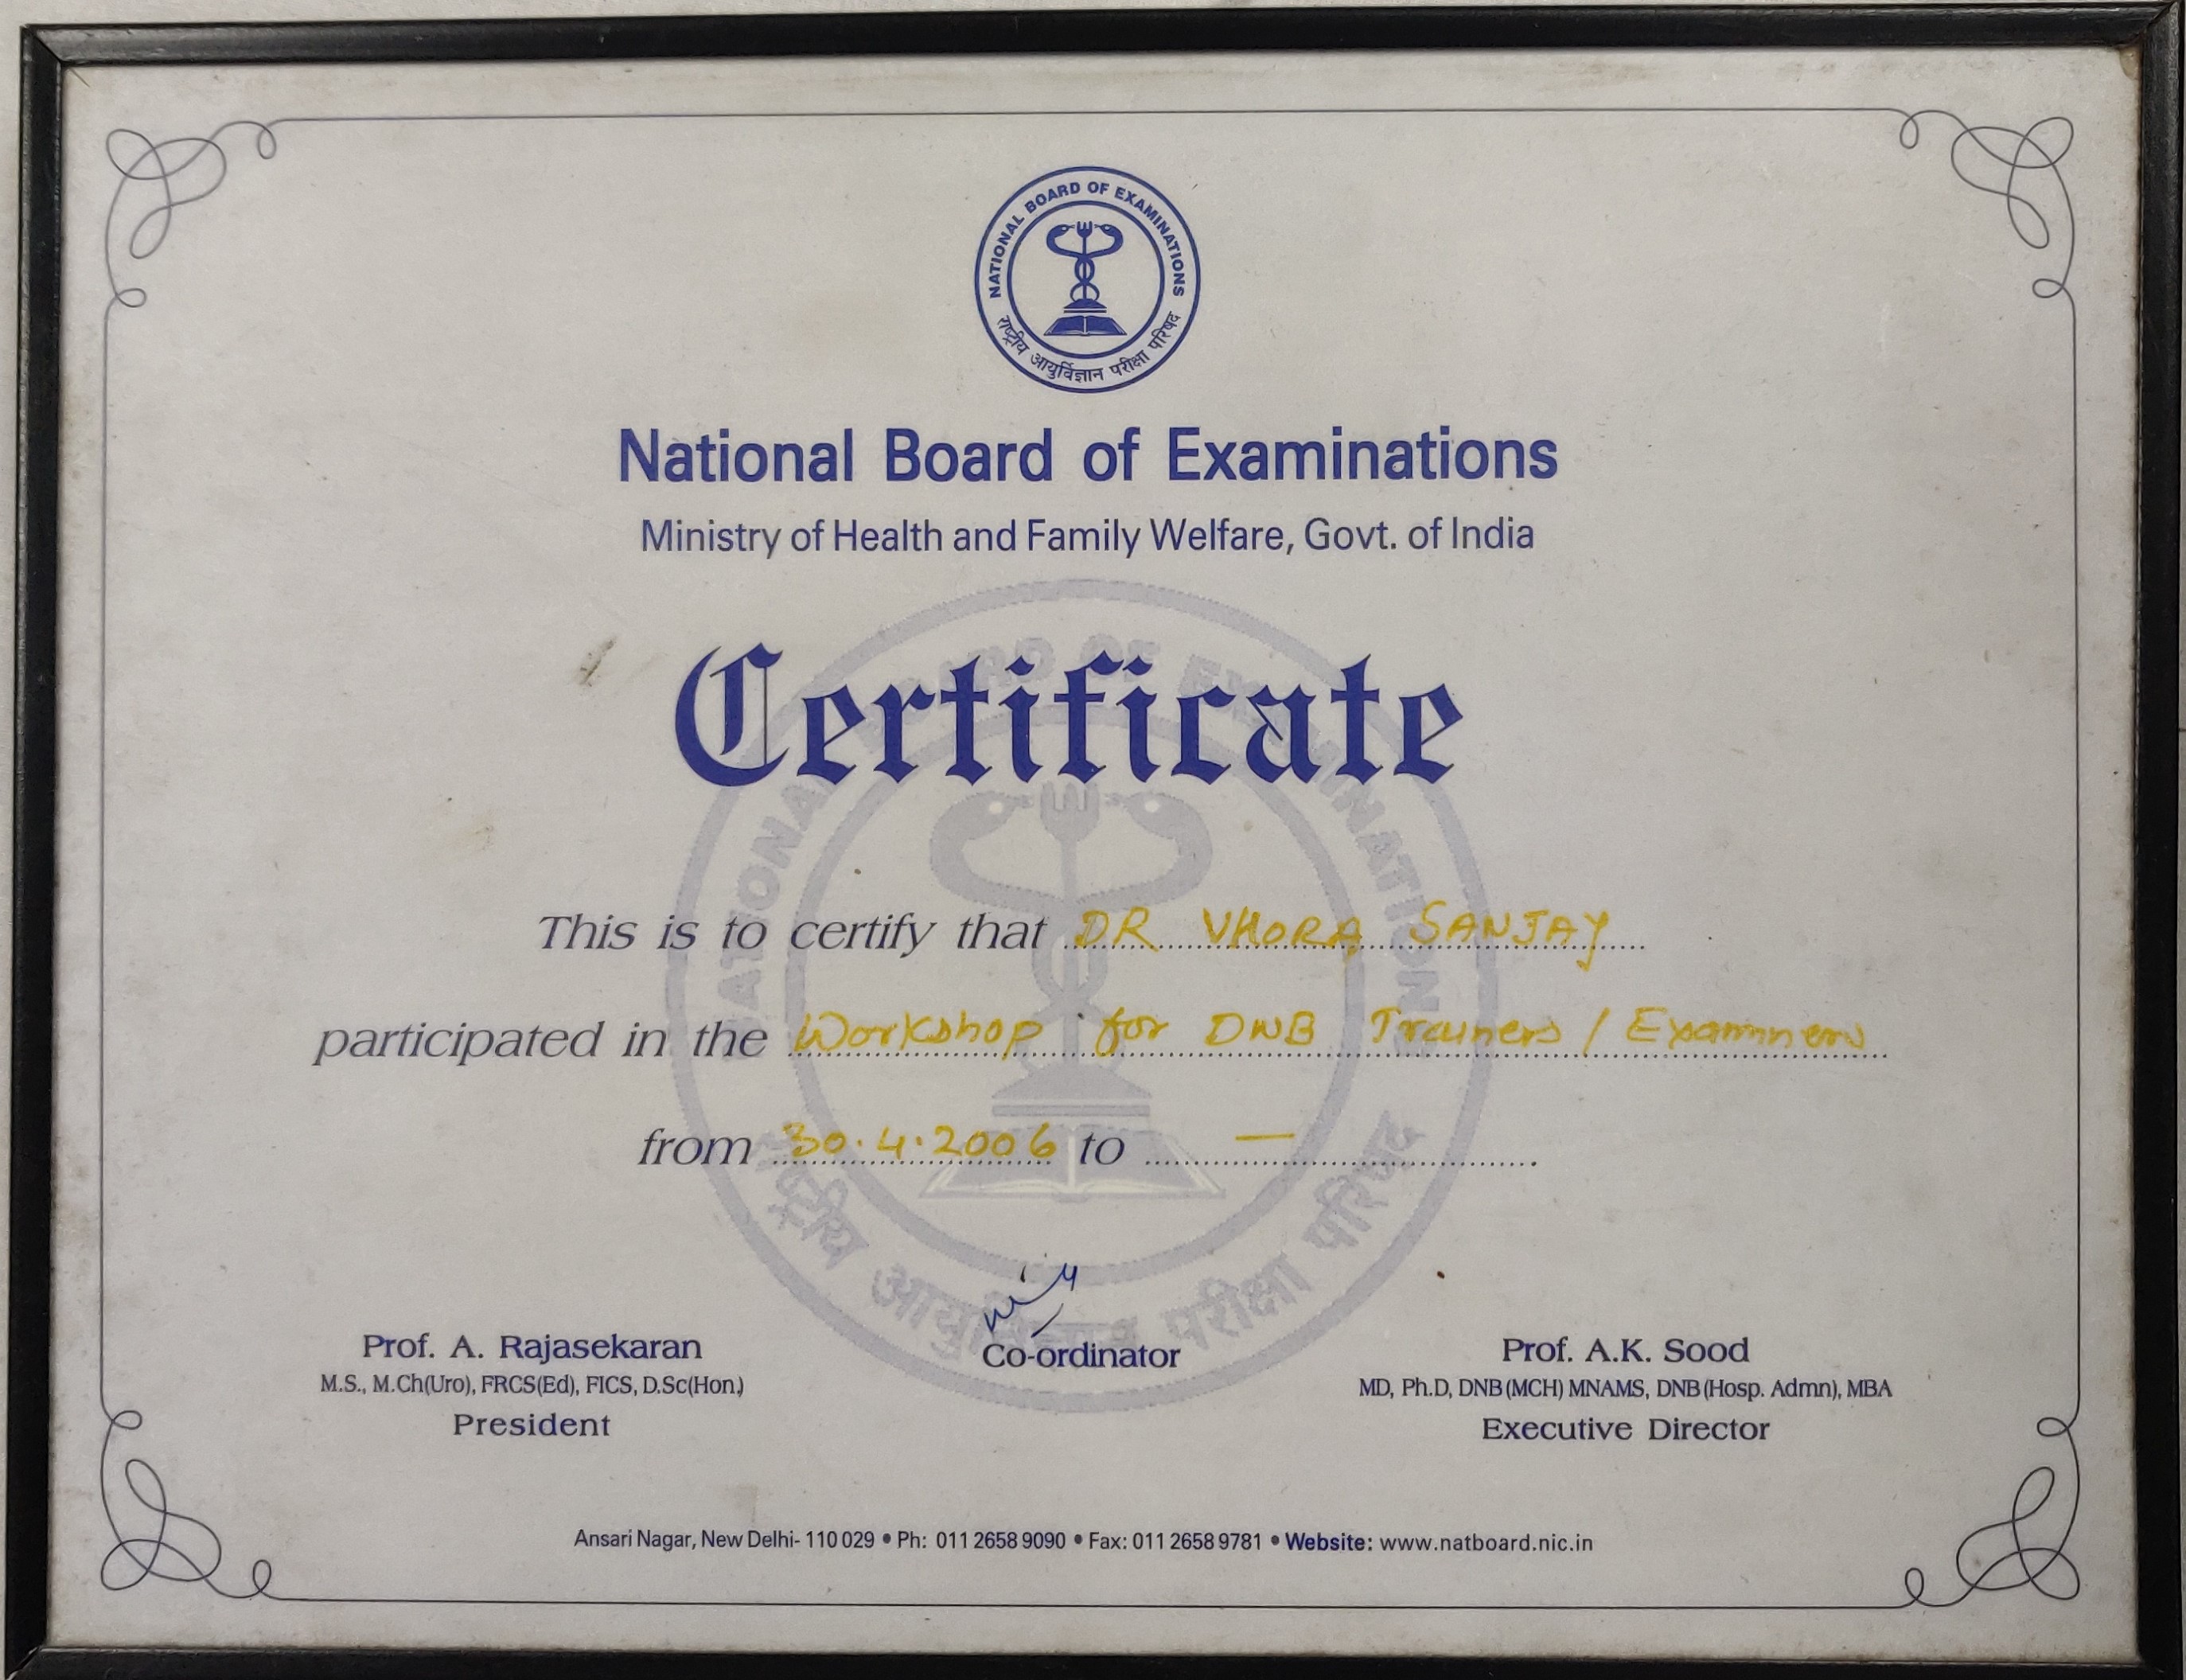 NATIONAL BOARD OF EXAMINATIONS
राष्ट्रीय आयुर्विज्ञान परीक्षा परिषद
National Board of Examinations
Ministry of Health and Family Welfare, Govt. of India
Certificate
This is to certify that DR VHORA SANJAY
participated in the Workshop for DNB Trainers / Examiners
from 30.4.2006 to —
Prof. A. Rajasekaran
M.S., M.Ch(Uro), FRCS(Ed), FICS, D.Sc(Hon.)
President
Co-ordinator
Prof. A.K. Sood
MD, Ph.D, DNB (MCH) MNAMS, DNB (Hosp. Admn), MBA
Executive Director
Ansari Nagar, New Delhi- 110 029 • Ph: 011 2658 9090 • Fax: 011 2658 9781 • Website: www.natboard.nic.in